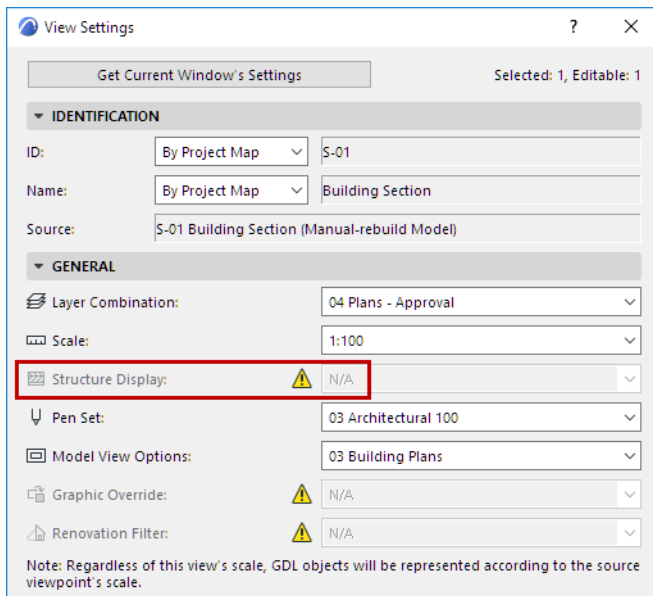 View Settings ?
Get Current Window's Settings Selected: 1, Editable: 1
IDENTIFICATION
ID: By Project Map S-01
Name: By Project Map Building Section
Source: S-01 Building Section (Manual-rebuild Model)
GENERAL
Layer Combination: 04 Plans - Approval
Scale: 1:100
Structure Display: N/A
Pen Set: 03 Architectural 100
Model View Options: 03 Building Plans
Graphic Override: N/A
Renovation Filter: N/A
Note: Regardless of this view's scale, GDL objects will be represented according to the source
viewpoint's scale.